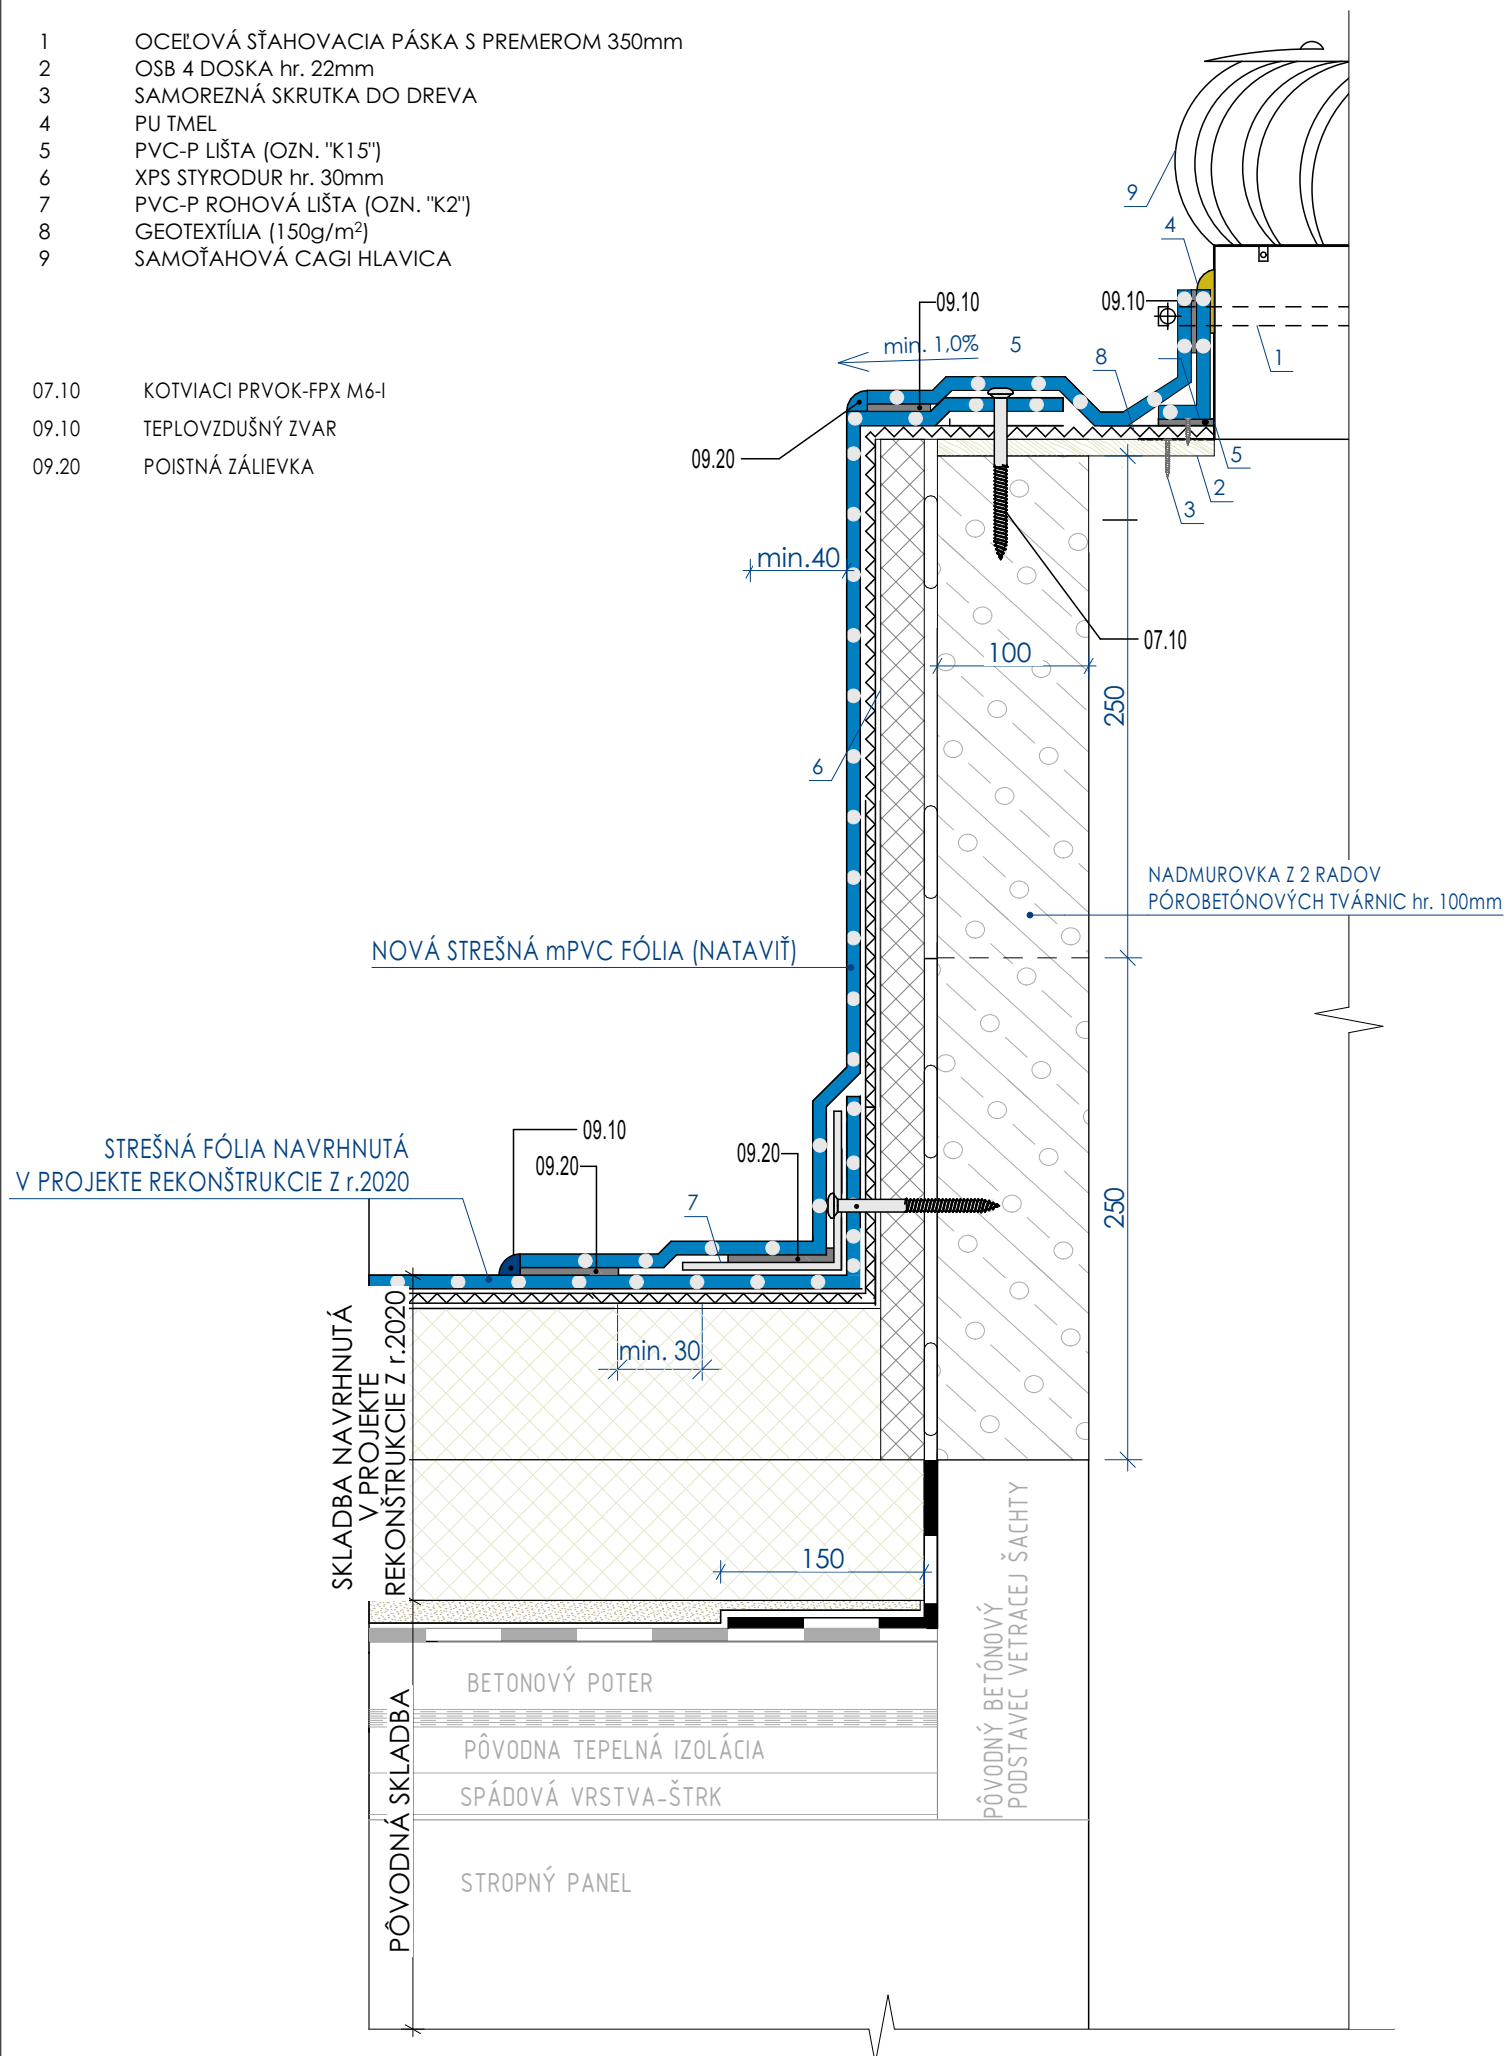 1 OCEĽOVÁ SŤAHOVACIA PÁSKA S PREMEROM 350mm
2 OSB 4 DOSKA hr. 22mm
3 SAMOREZNÁ SKRUTKA DO DREVA
4 PU TMEL
5 PVC-P LIŠTA (OZN. "K15")
6 XPS STYRODUR hr. 30mm
7 PVC-P ROHOVÁ LIŠTA (OZN. "K2")
8 GEOTEXTÍLIA (150g/m²)
9 SAMOŤAHOVÁ CAGI HLAVICA
07.10 KOTVIACI PRVOK-FPX M6-I
09.10 TEPLOVZDUŠNÝ ZVAR
09.20 POISTNÁ ZÁLIEVKA
9
4
09.10
09.10
min. 1,0%
5
8
1
09.20
5
2
3
min.40
07.10
100
250
6
NADMUROVKA Z 2 RADOV
PÓROBETÓNOVÝCH TVÁRNIC hr. 100mm
NOVÁ STREŠNÁ mPVC FÓLIA (NATAVIŤ)
STREŠNÁ FÓLIA NAVRHNUTÁ
V PROJEKTE REKONŠTRUKCIE Z r.2020
09.10
09.20
09.20
7
250
min. 30
SKLADBA NAVRHNUTÁ
V PROJEKTE
REKONŠTRUKCIE Z r.2020
150
PÔVODNÝ BETÓNOVÝ
PODSTAVEC VETRACEJ ŠACHTY
BETONOVÝ POTER
PÔVODNA TEPELNÁ IZOLÁCIA
SPÁDOVÁ VRSTVA-ŠTRK
PÔVODNÁ SKLADBA
STROPNÝ PANEL